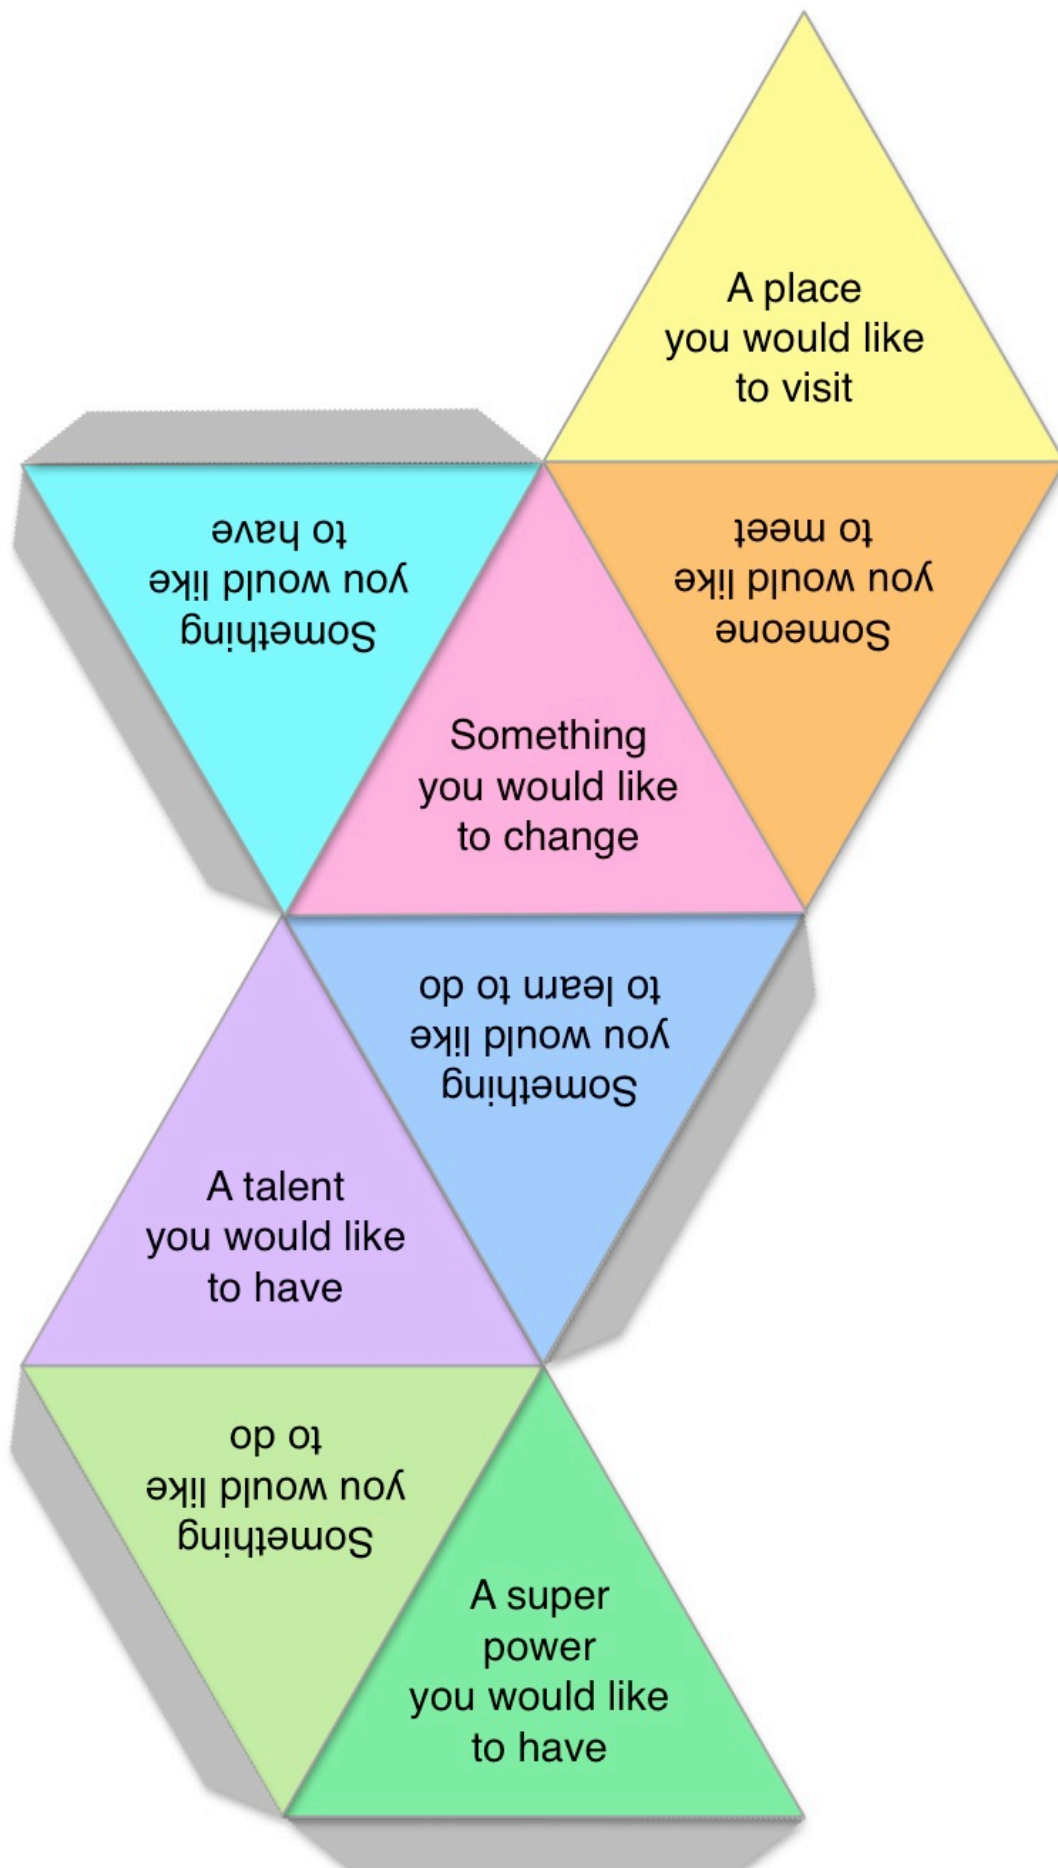 A place
you would like
to visit
Something
you would like
to have
Someone
you would like
to meet
Something
you would like
to change
Something
you would like
to learn to do
A talent
you would like
to have
Something
you would like
to do
A super
power
you would like
to have